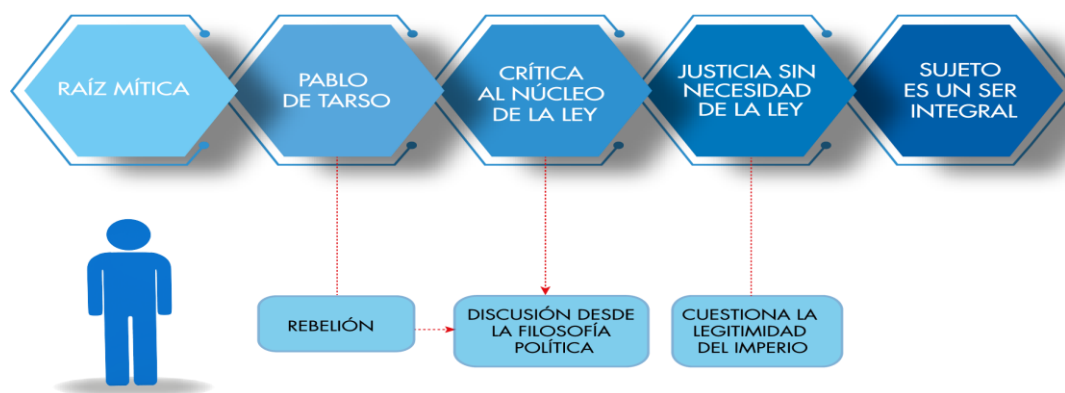 RAÍZ MÍTICA
PABLO
DE TARSO
CRÍTICA
AL NÚCLEO
DE LA LEY
JUSTICIA SIN
NECESIDAD
DE LA LEY
SUJETO
ES UN SER
INTEGRAL
REBELIÓN
DISCUSIÓN DESDE
LA FILOSOFÍA
POLÍTICA
CUESTIONA LA
LEGITIMIDAD
DEL IMPERIO